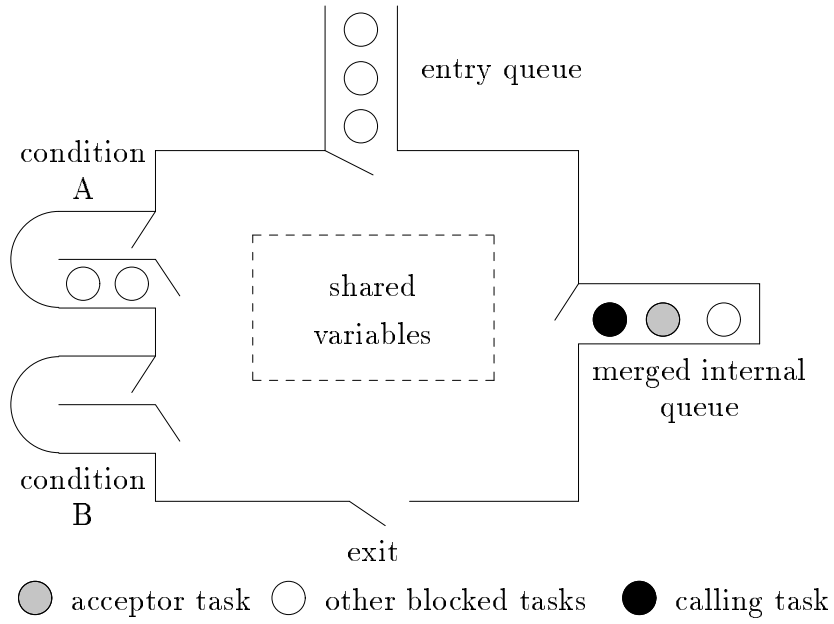 entry queue
condition
A
shared
variables
merged internal
queue
condition
B
exit
acceptor task
other blocked tasks
calling task